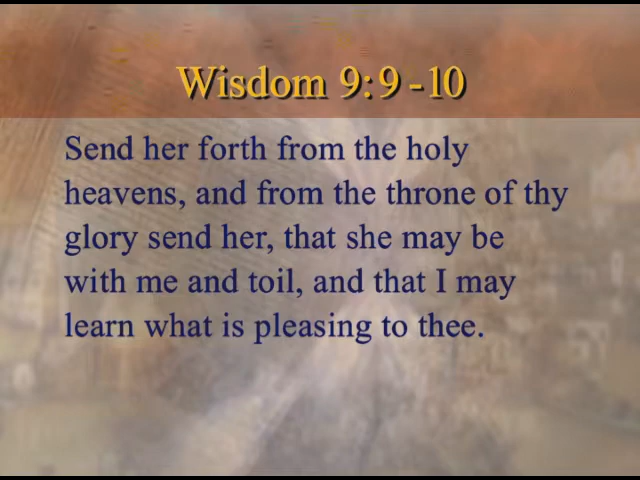 Wisdom 9:9-10
Send her forth from the holy
heavens, and from the throne of thy
glory send her, that she may be
with me and toil, and that I may
learn what is pleasing to thee.